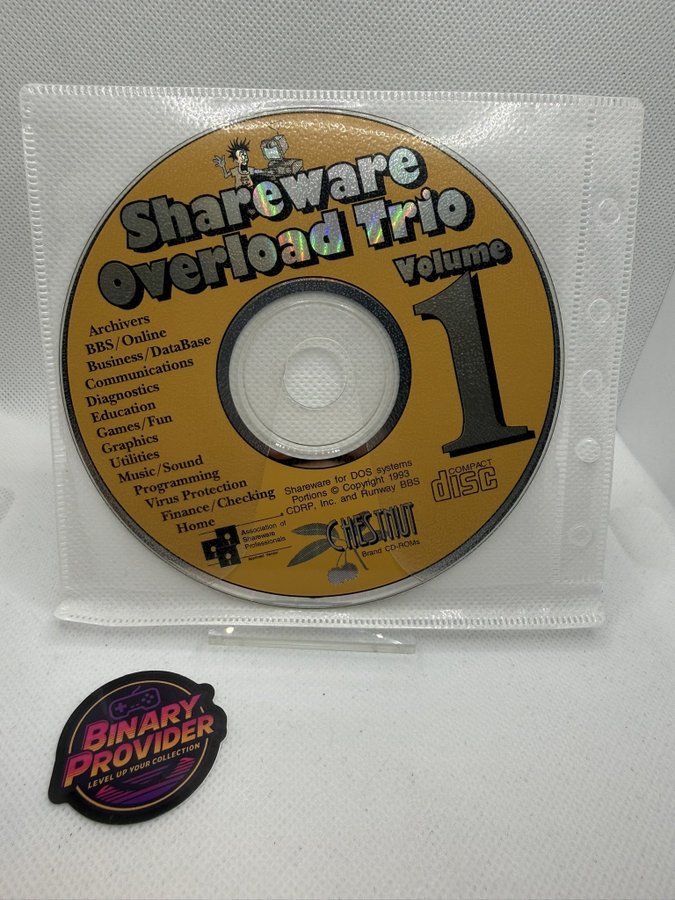 Shareware
Overload Trio
Volume
1
Archivers
BBS/Online
Business/DataBase
Communications
Diagnostics
Education
Games/Fun
Graphics
Utilities
Music/Sound
Programming
Virus Protection
Finance/Checking
Home
Shareware for DOS systems
Portions © Copyright 1993
CDRP, Inc. and Runway BBS
COMPACT
disc
Association of
Shareware
Professionals
CHESTNUT
Brand CD-ROMs
BINARY
PROVIDER
LEVEL UP YOUR COLLECTION